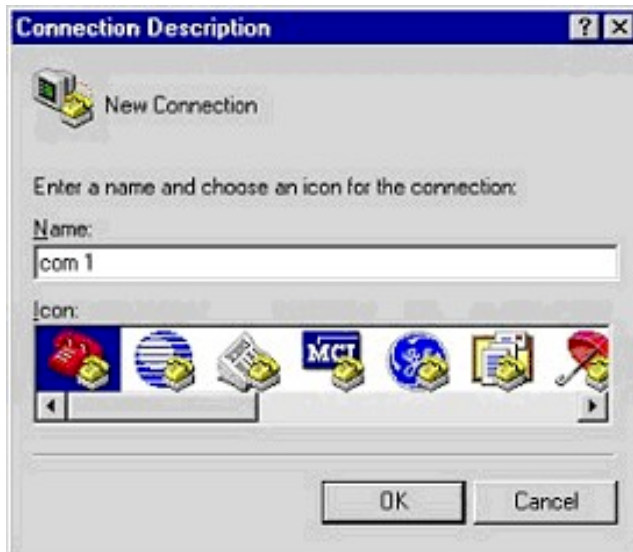 Connection Description
New Connection
Enter a name and choose an icon for the connection:
Name:
com 1
Icon:
MCI
OK Cancel